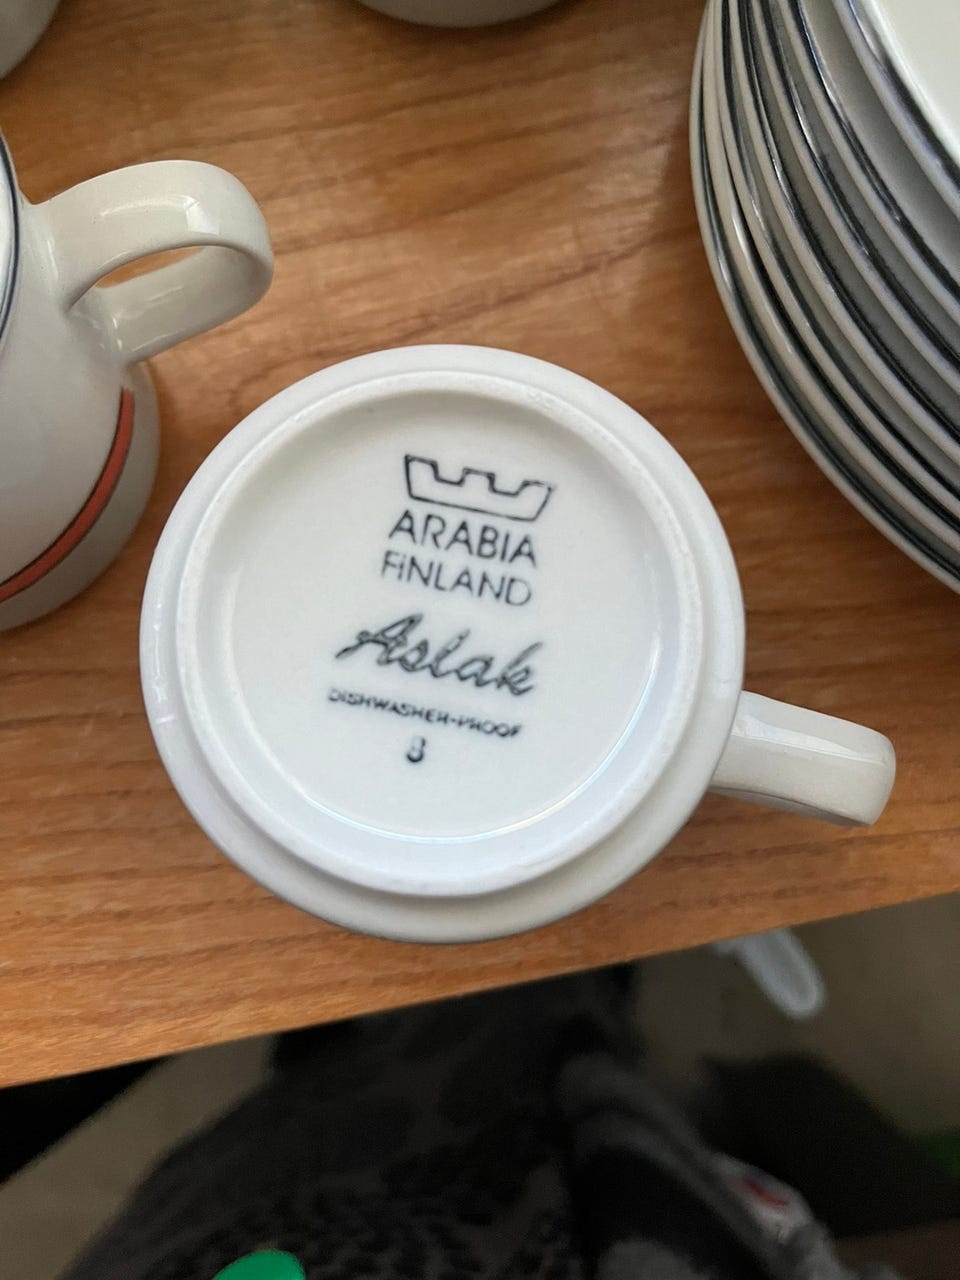 ARABIA
FINLAND
Aslak
DISHWASHER-PROOF
8